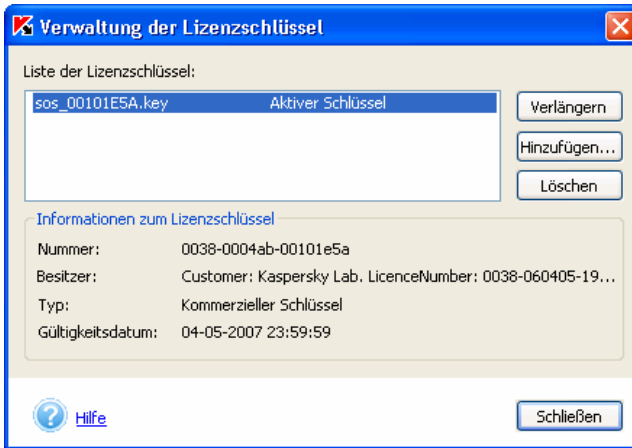 Verwaltung der Lizenzschlüssel
Liste der Lizenzschlüssel:
sos_00101E5A.key Aktiver Schlüssel
Verlängern
Hinzufügen...
Löschen
Informationen zum Lizenzschlüssel
Nummer: 0038-0004ab-00101e5a
Besitzer: Customer: Kaspersky Lab. LicenceNumber: 0038-060405-19...
Typ: Kommerzieller Schlüssel
Gültigkeitsdatum: 04-05-2007 23:59:59
Hilfe
Schließen